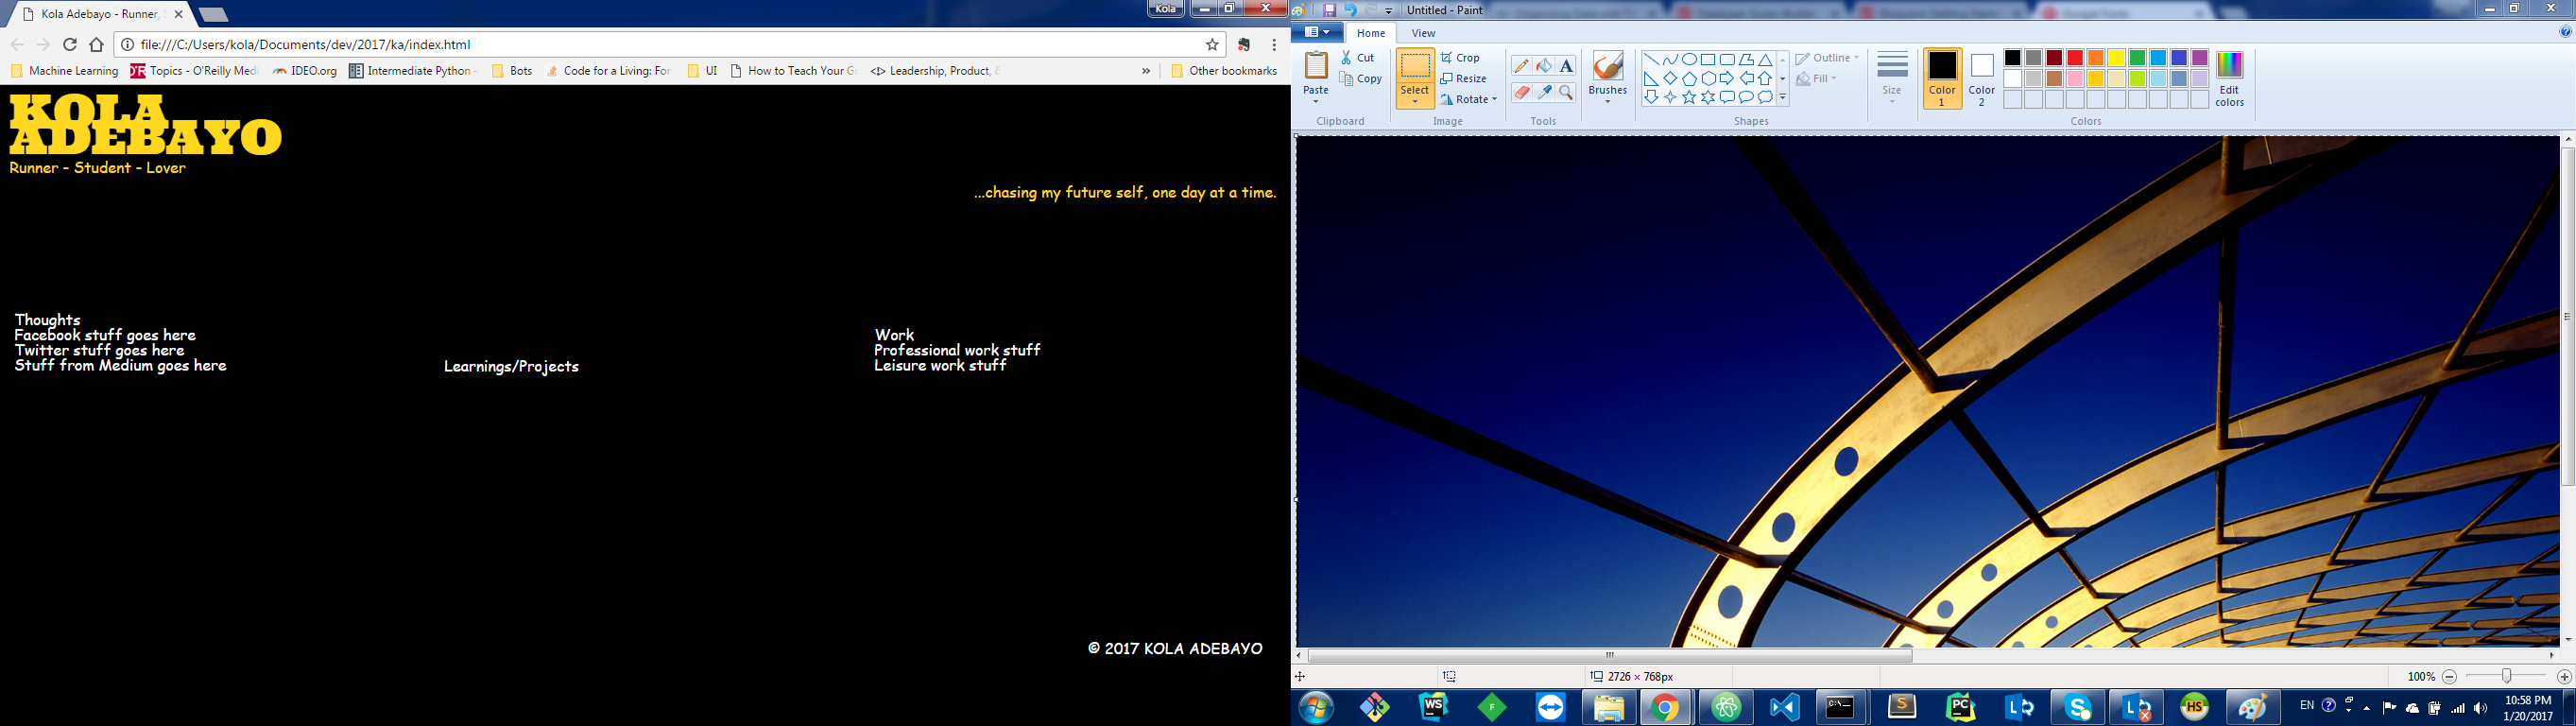 Kola Adebayo - Runner,
Kola
file:///C:/Users/kola/Documents/dev/2017/ka/index.html
Machine Learning
Topics - O'Reilly Medi
IDEO.org
Intermediate Python -
Bots
Code for a Living: For
UI
How to Teach Your
Leadership, Product,
»
Other bookmarks
KOLA
ADEBAYO
Runner - Student - Lover
...chasing my future self, one day at a time.
Thoughts
Facebook stuff goes here
Twitter stuff goes here
Stuff from Medium goes here
Learnings/Projects
Work
Professional work stuff
Leisure work stuff
© 2017 KOLA ADEBAYO
Untitled - Paint
Home
View
Paste
Cut
Copy
Clipboard
Select
Crop
Resize
Rotate
Image
A
Tools
Brushes
Outline
Fill
Shapes
Size
Color
1
Color
2
Edit
colors
Colors
2726 × 768px
100%
WS
F
C:\
S
PC
L
S
L
HS
EN
10:58 PM
1/20/2017